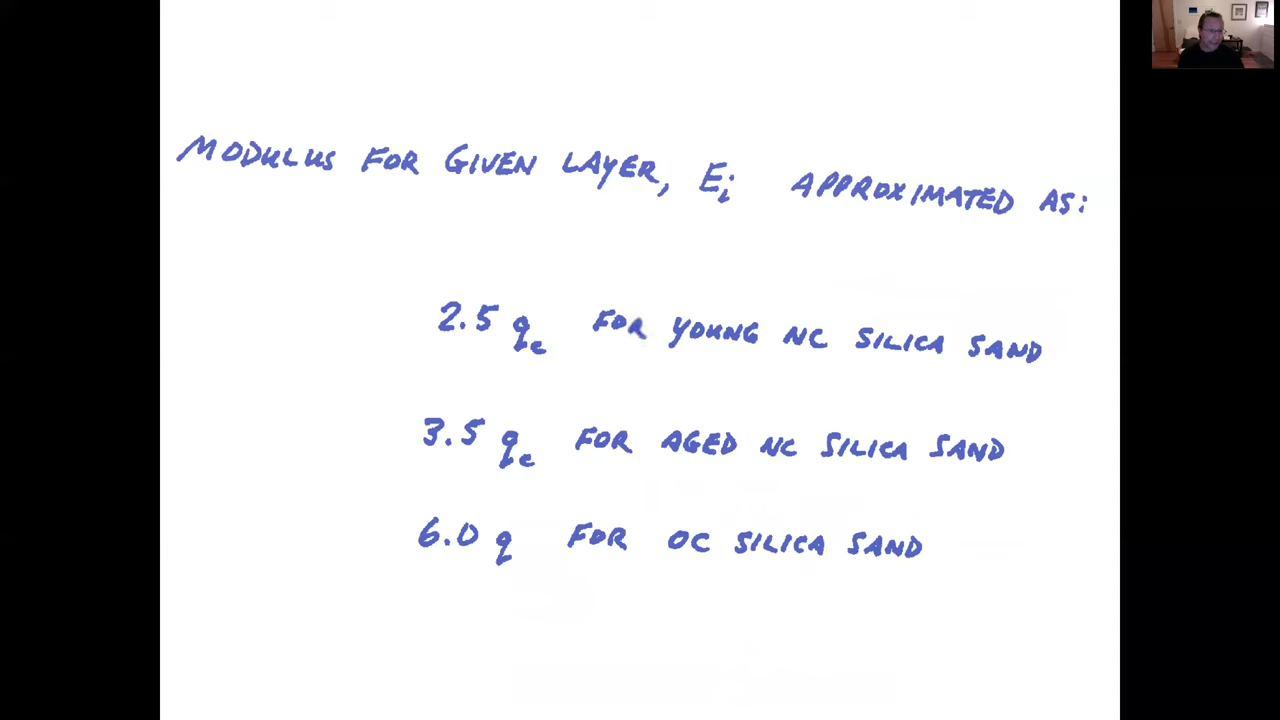 MODULUS FOR GIVEN LAYER, Ei APPROXIMATED AS:
2.5 qc FOR YOUNG NC SILICA SAND
3.5 qc FOR AGED NC SILICA SAND
6.0 q FOR OC SILICA SAND